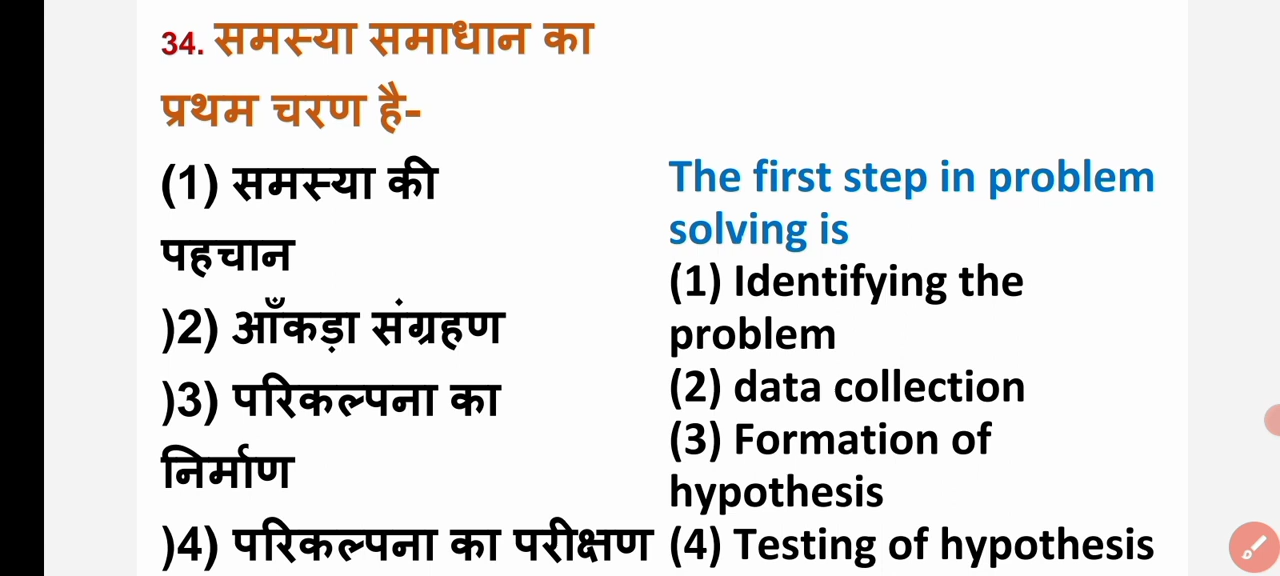 34. समस्या समाधान का
प्रथम चरण है-
(1) समस्या की
पहचान
)2) आँकड़ा संग्रहण
)3) परिकल्पना का
निर्माण
)4) परिकल्पना का परीक्षण
The first step in problem
solving is
(1) Identifying the
problem
(2) data collection
(3) Formation of
hypothesis
(4) Testing of hypothesis